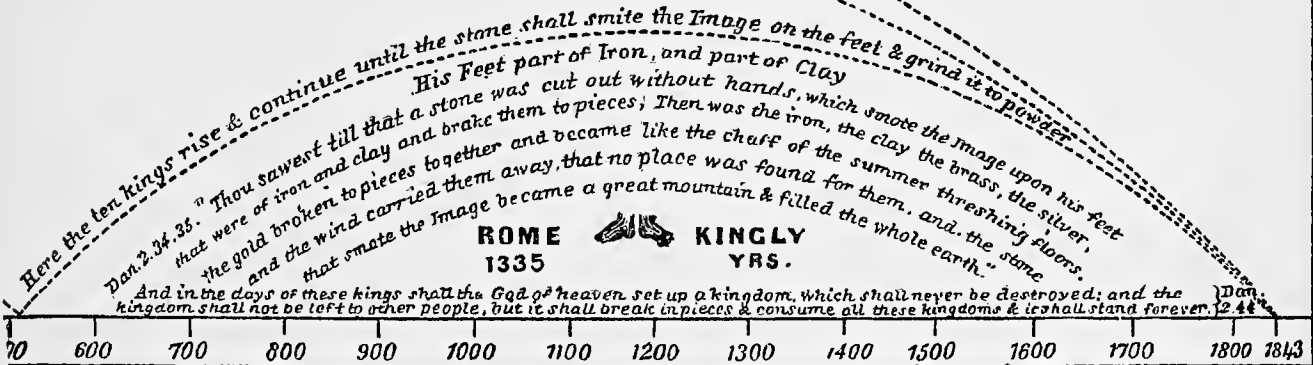 Here the ten kings rise & continue until the stone shall smite the Image on the feet & grind it to powder
His Feet part of Iron, and part of Clay
Dan.2.34.35." Thou sawest till that a stone was cut out without hands, which smote the Image upon his feet
that were of iron and clay and brake them to pieces; Then was the iron, the clay the brass, the silver,
the gold broken to pieces together and became like the chaff of the summer threshing floors.
and the wind carried them away, that no place was found for them, and the stone
that smote the Image became a great mountain & filled the whole earth."
ROME KINGLY
1335 YRS.
And in the days of these kings shall the God of heaven set up a kingdom, which shall never be destroyed; and the } Dan.
kingdom shall not be left to other people, but it shall break in pieces & consume all these kingdoms & it shall stand forever. } 2.44
600 700 800 900 1000 1100 1200 1300 1400 1500 1600 1700 1800 1843